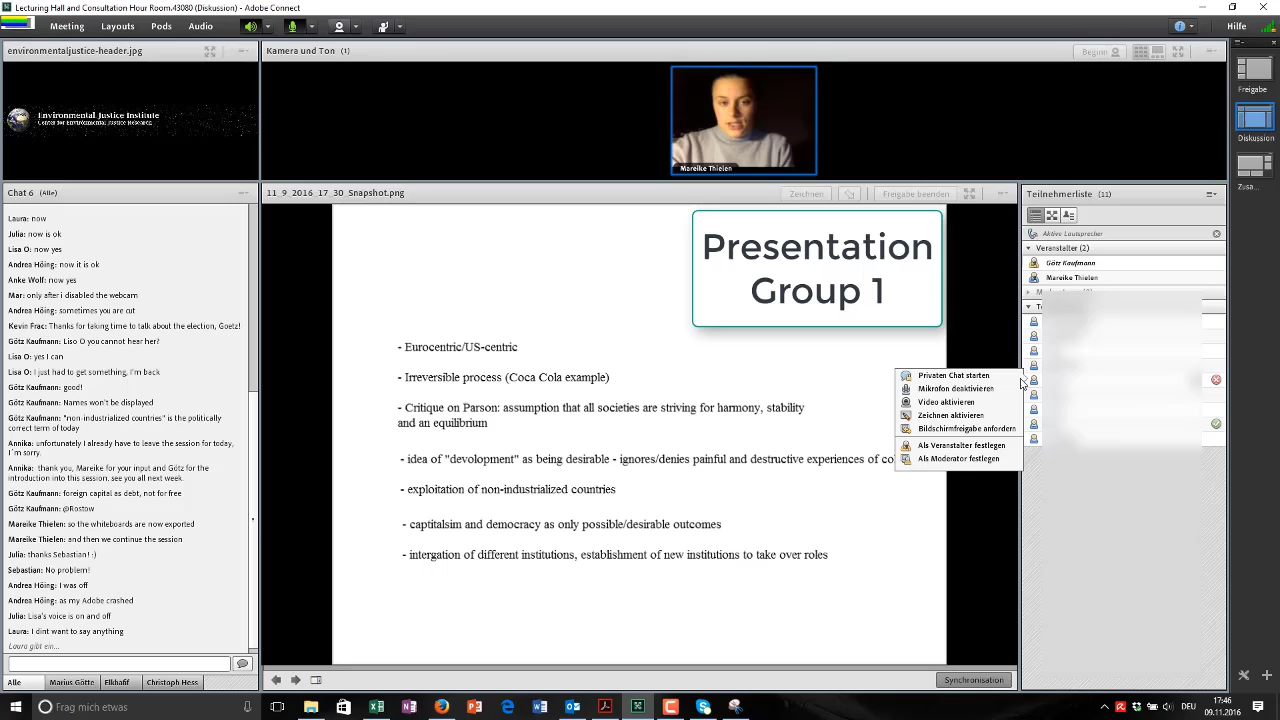 Lecturing Hall and Consultation Hour Room.43080 (Diskussion) - Adobe Connect
Meeting Layouts Pods Audio
Hilfe
environmentaljustice-header.jpg
Environmental Justice Institute
Center for Environmental Justice Research
Kamera und Ton (1)
Beginn
Mareike Thielen
Freigabe
Diskussion
Zusa...
Chat 6 (Alle)
Laura: now
Julia: now is ok
Lisa O: now yes
Andrea Höing: now it is ok
Anke Wolf: now yes
Mar: only after i disabled the webcam
Andrea Höing: sometimes you are cut
Kevin Frac: Thanks for taking time to talk about the election, Goetz!
Götz Kaufmann: LisO O you cannot hear her?
Lisa O: yes I can
Lisa O: I just had to get something, I'm back
Götz Kaufmann: good!
Götz Kaufmann: Names won't be displayed
Götz Kaufmann: "non-industrialized countries" is the politically
correct term of today
Annika: unfortunately I already have to leave the session for today,
I´m sorry.
Annika: thank you, Mareike for your input and Götz for the
introduction into this session. see you all next week.
Götz Kaufmann: foreign capital as debt, not for free
Götz Kaufmann: @Rostow
Mareike Thielen: so the whiteboards are now exported
Mareike Thielen: and then we continue the session
Julia: thanks Sebastian! :)
Sebastian: No problem!
Andrea Höing: I was off
Andrea Höing: as my Adobe crashed
Julia: Lisa's voice is on and off
Laura: I dint want to say anything
Laura gibt ein...
Alle Marius Götte Elkhafif Christoph Hess
11_9_2016_17_30_Snapshot.png
Zeichnen
Freigabe beenden
Presentation
Group 1
- Eurocentric/US-centric
- Irreversible process (Coca Cola example)
- Critique on Parson: assumption that all societies are striving for harmony, stability
and an equilibrium
- idea of "devolopment" as being desirable - ignores/denies painful and destructive experiences of co
- exploitation of non-industrialized countries
- captitalsim and democracy as only possible/desirable outcomes
- intergation of different institutions, establishment of new institutions to take over roles
Synchronisation
Teilnehmerliste (11)
Aktive Lautsprecher
Veranstalter (2)
Götz Kaufmann
Mareike Thielen
Privaten Chat starten
Mikrofon deaktivieren
Video aktivieren
Zeichnen aktivieren
Bildschirmfreigabe anfordern
Als Veranstalter festlegen
Als Moderator festlegen
Frag mich etwas
DEU
17:46
09.11.2016